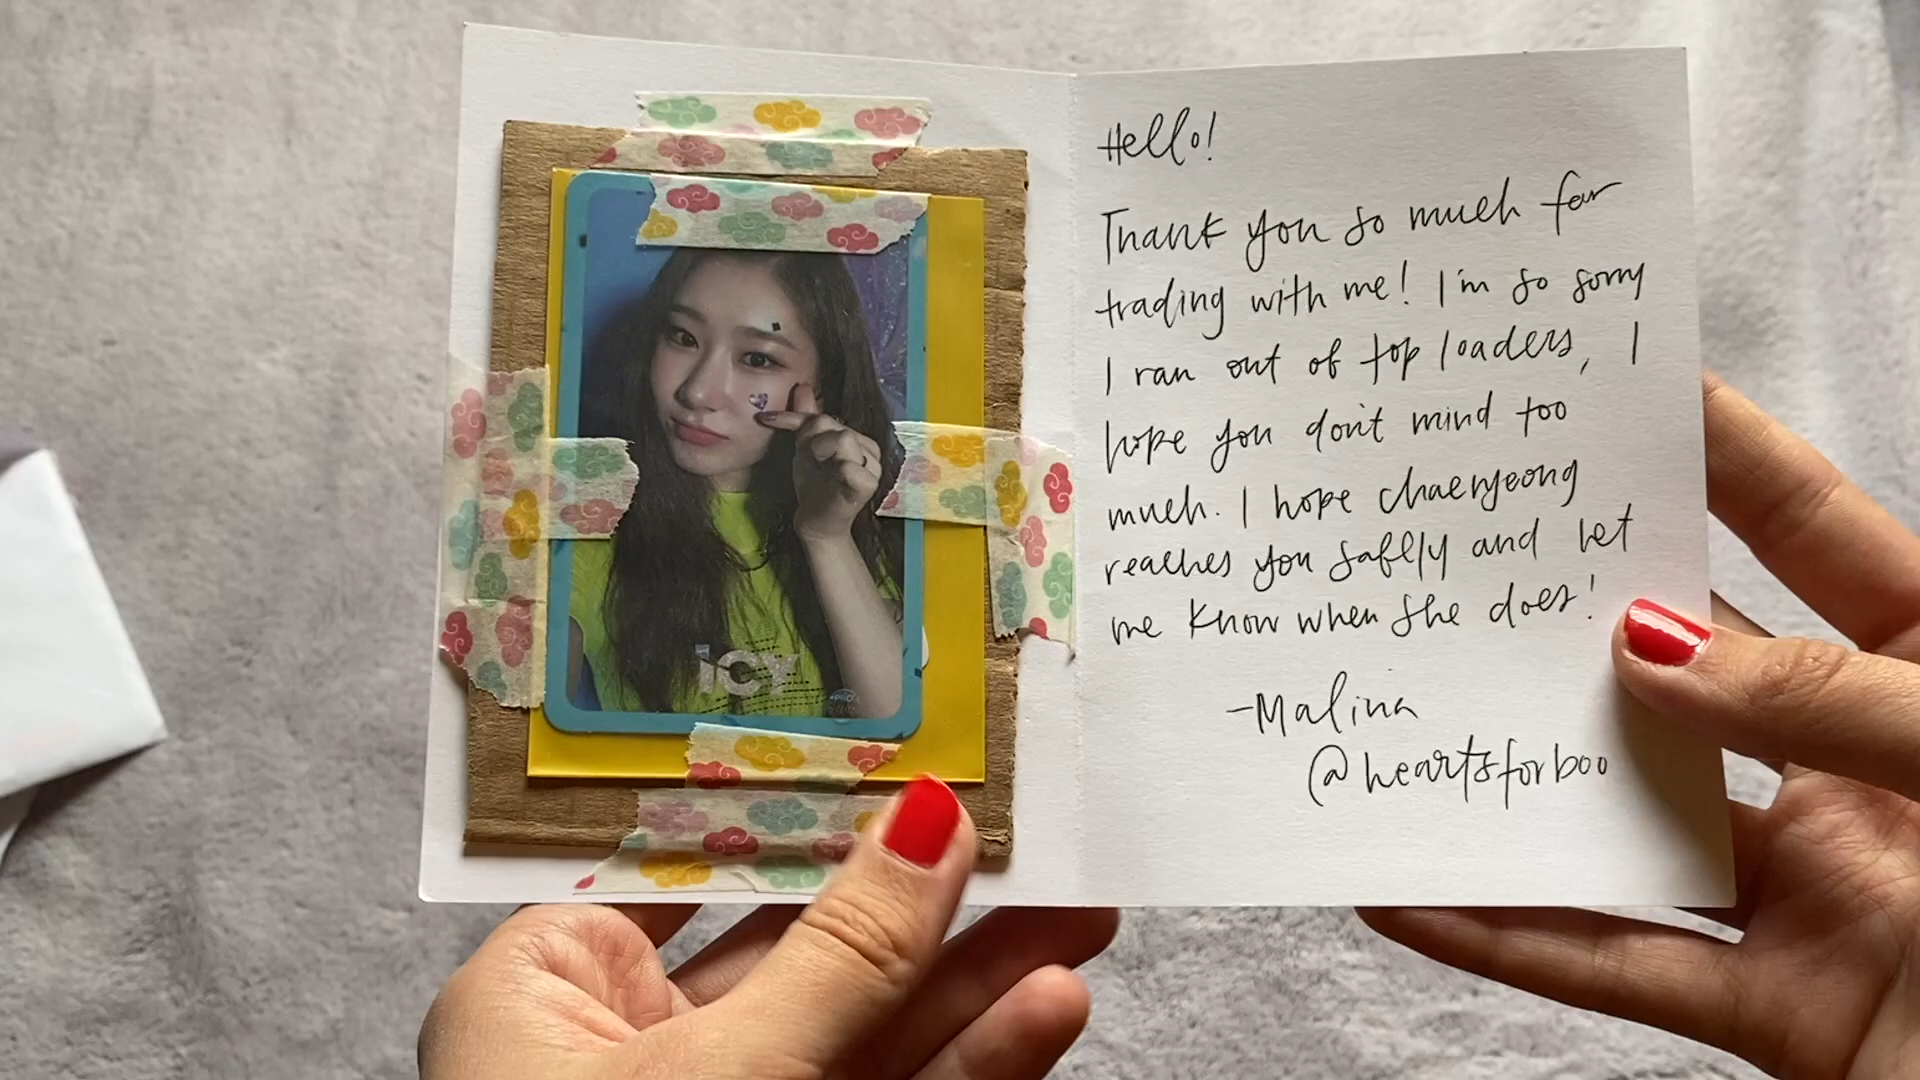 iCY
Hello!
Thank you so much for
trading with me! I'm so sorry
I ran out of top loaders, I
hope you don't mind too
much. I hope chaeryeong
reaches you saflly and let
me know when she does!
-Malina
@heartsforboo